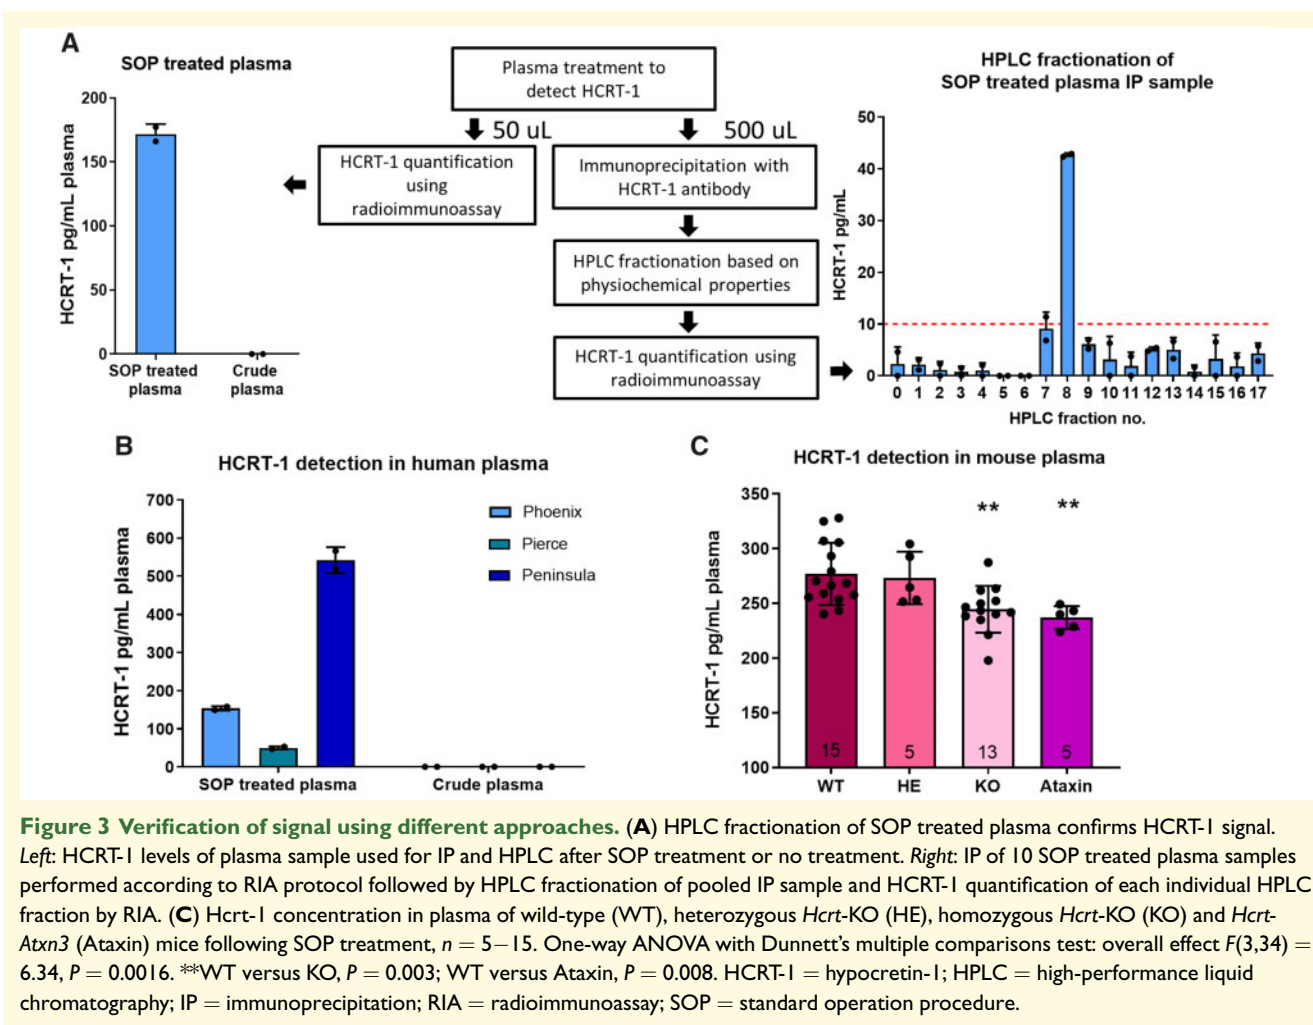 A
SOP treated plasma
HCRT-1 pg/mL plasma
200
150
100
50
0
SOP treated
plasma
Crude
plasma
Plasma treatment to
detect HCRT-1
50 uL
500 uL
HCRT-1 quantification
using
radioimmunoassay
Immunoprecipitation with
HCRT-1 antibody
HPLC fractionation based on
physiochemical properties
HCRT-1 quantification using
radioimmunoassay
HPLC fractionation of
SOP treated plasma IP sample
HCRT-1 pg/mL
50
40
30
20
10
0
0 1 2 3 4 5 6 7 8 9 10 11 12 13 14 15 16 17
HPLC fraction no.
B
HCRT-1 detection in human plasma
HCRT-1 pg/mL plasma
700
600
500
400
300
200
100
0
Phoenix
Pierce
Peninsula
SOP treated plasma
Crude plasma
C
HCRT-1 detection in mouse plasma
HCRT-1 pg/mL plasma
350
300
250
200
150
100
** **
15 5 13 5
WT HE KO Ataxin
Figure 3 Verification of signal using different approaches. (A) HPLC fractionation of SOP treated plasma confirms HCRT-1 signal.
Left: HCRT-1 levels of plasma sample used for IP and HPLC after SOP treatment or no treatment. Right: IP of 10 SOP treated plasma samples
performed according to RIA protocol followed by HPLC fractionation of pooled IP sample and HCRT-1 quantification of each individual HPLC
fraction by RIA. (C) Hcrt-1 concentration in plasma of wild-type (WT), heterozygous Hcrt-KO (HE), homozygous Hcrt-KO (KO) and Hcrt-
Atxn3 (Ataxin) mice following SOP treatment, n = 5–15. One-way ANOVA with Dunnett's multiple comparisons test: overall effect F(3,34) =
6.34, P = 0.0016. **WT versus KO, P = 0.003; WT versus Ataxin, P = 0.008. HCRT-1 = hypocretin-1; HPLC = high-performance liquid
chromatography; IP = immunoprecipitation; RIA = radioimmunoassay; SOP = standard operation procedure.